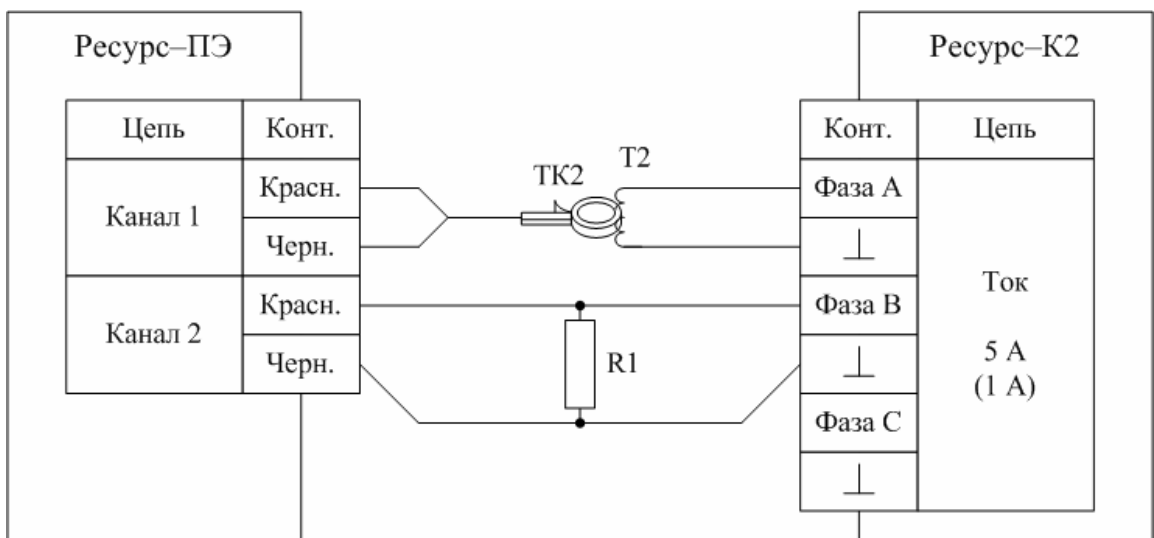 Ресурс–ПЭ
Цепь
Конт.
Канал 1
Красн.
Черн.
Канал 2
Красн.
Черн.
ТК2
Т2
R1
Ресурс–К2
Конт.
Цепь
Фаза А
⊥
Фаза В
⊥
Фаза С
⊥
Ток
5 А
(1 А)